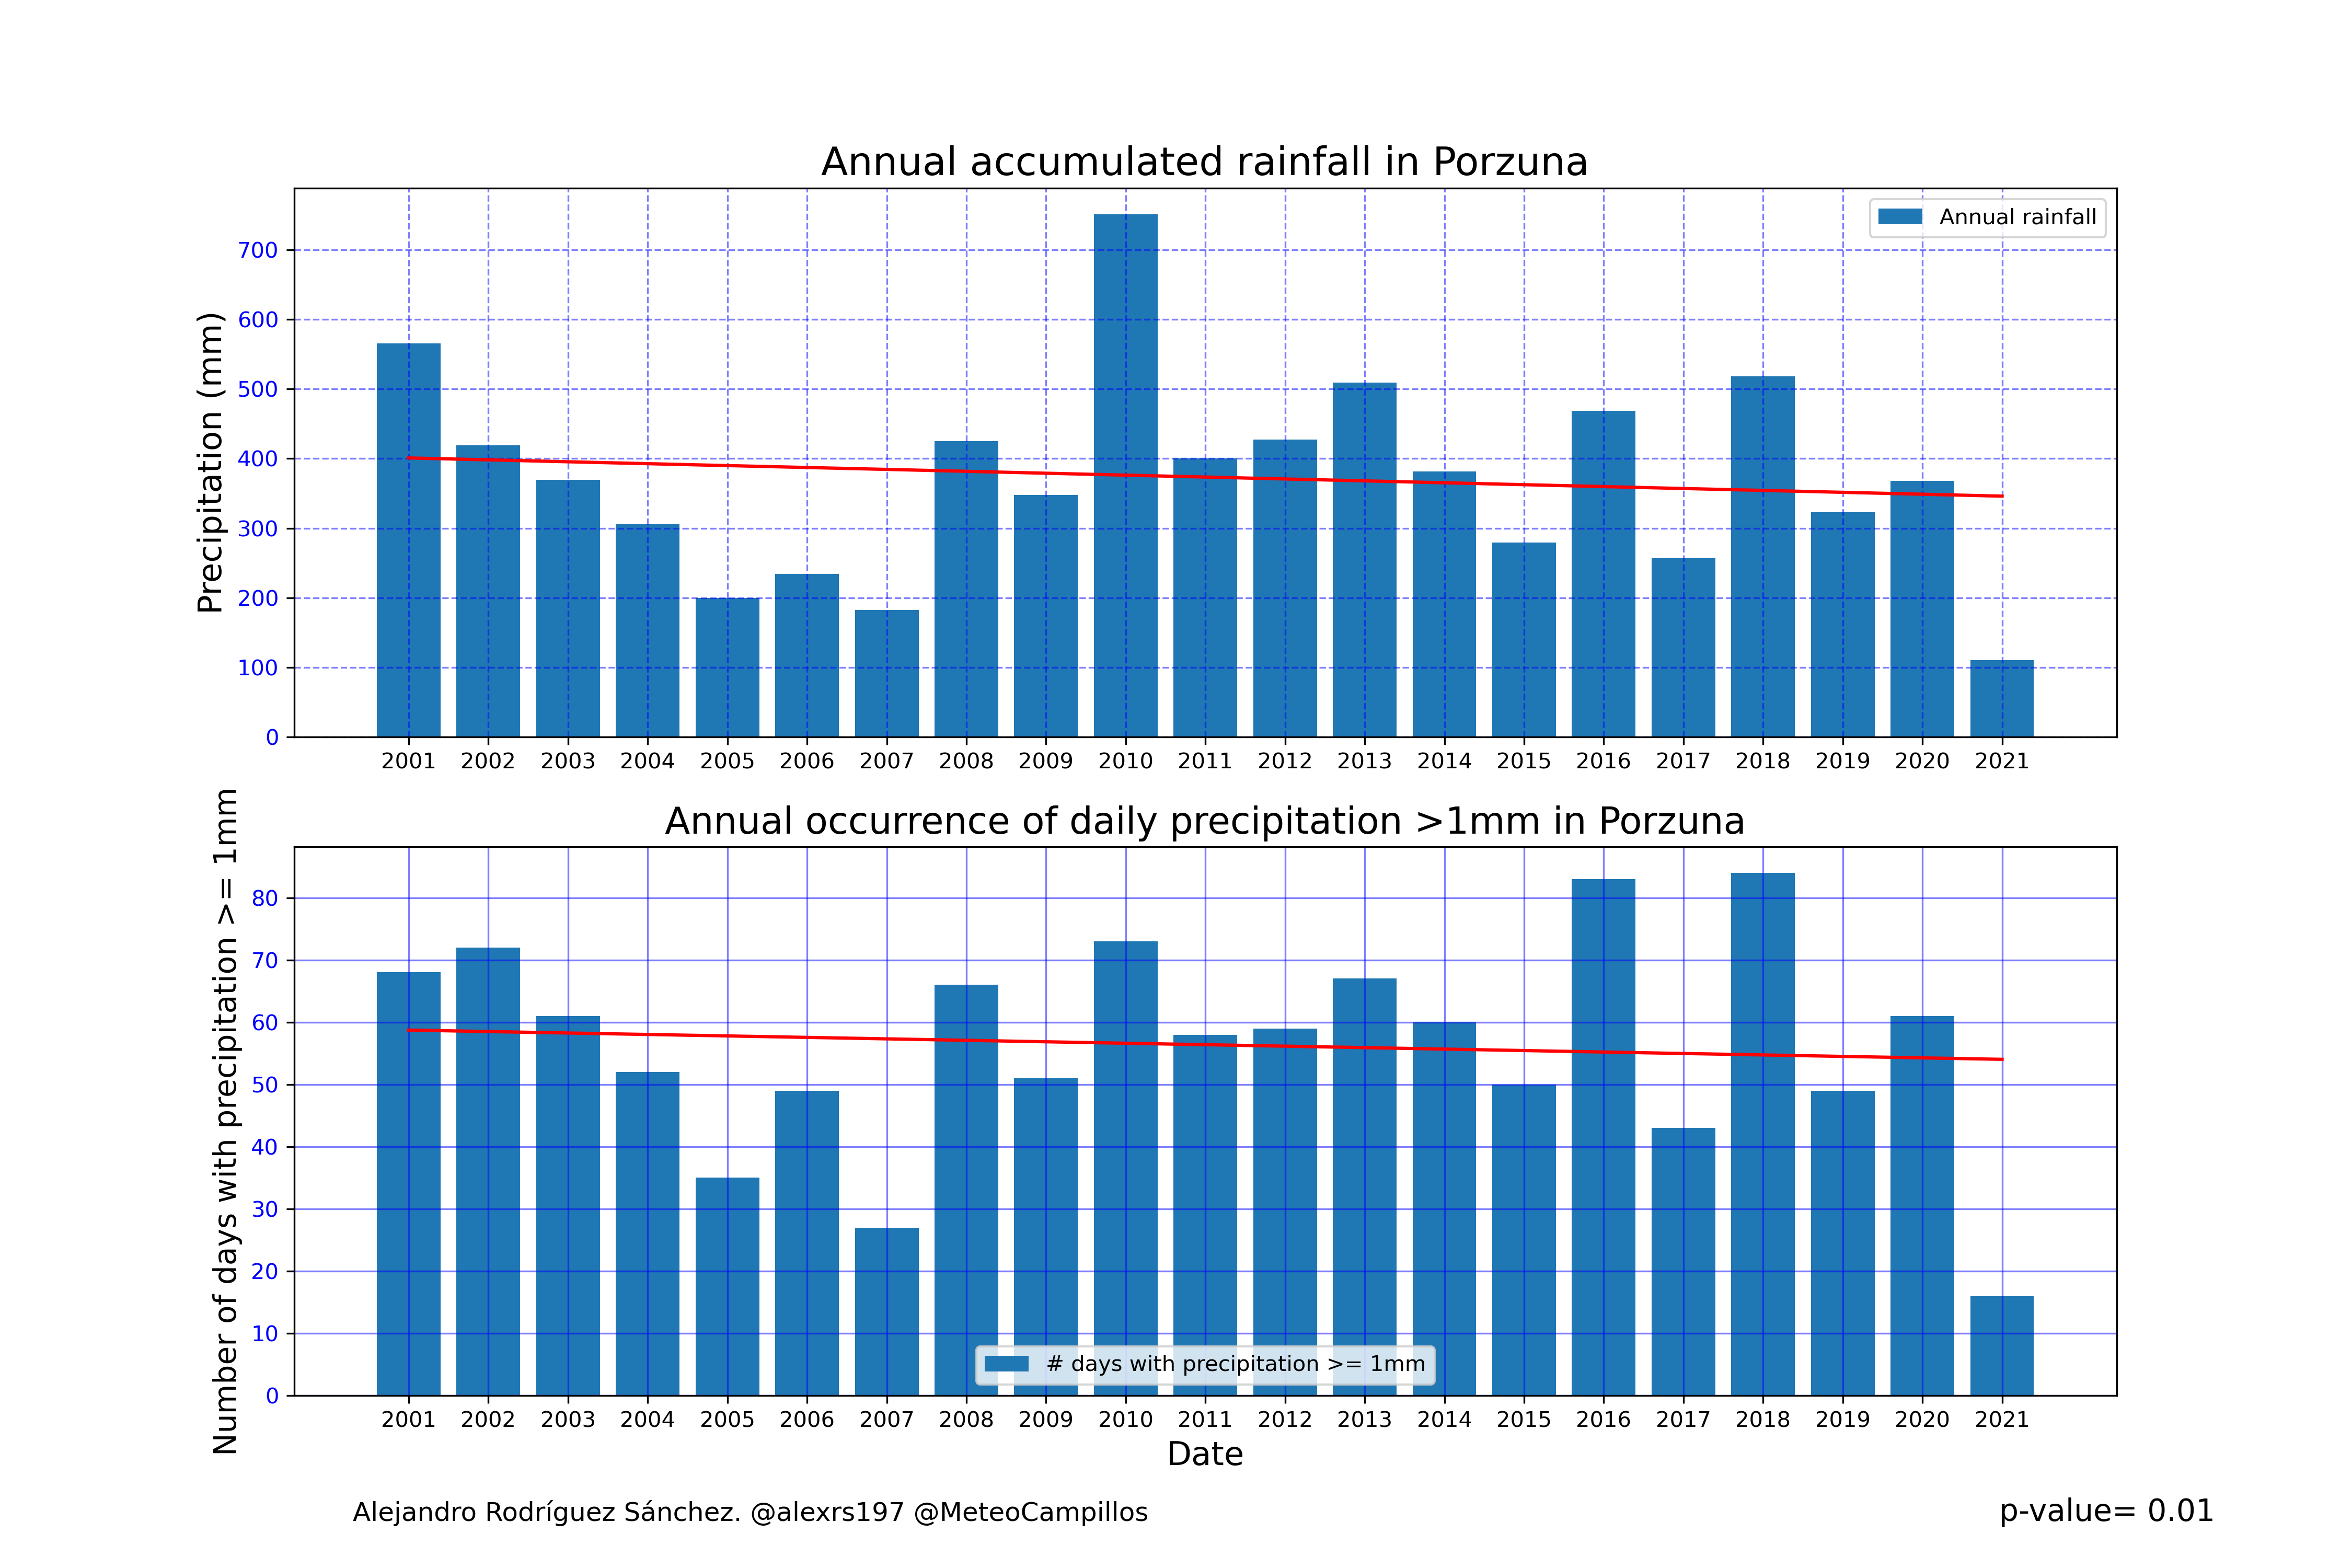 Annual accumulated rainfall in Porzuna
Annual rainfall
Precipitation (mm)
700
600
500
400
300
200
100
0
2001 2002 2003 2004 2005 2006 2007 2008 2009 2010 2011 2012 2013 2014 2015 2016 2017 2018 2019 2020 2021
Annual occurrence of daily precipitation >1mm in Porzuna
Number of days with precipitation >= 1mm
80
70
60
50
40
30
20
10
0
# days with precipitation >= 1mm
2001 2002 2003 2004 2005 2006 2007 2008 2009 2010 2011 2012 2013 2014 2015 2016 2017 2018 2019 2020 2021
Date
Alejandro Rodríguez Sánchez. @alexrs197 @MeteoCampillos
p-value= 0.01